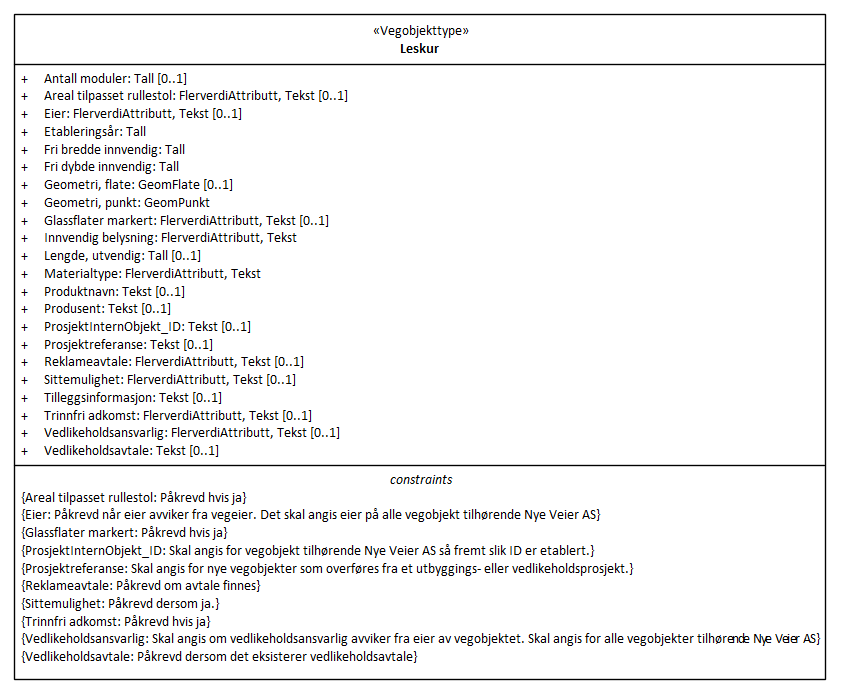 «Vegobjekttype»
Leskur
+ Antall moduler: Tall [0..1]
+ Areal tilpasset rullestol: FlerverdiAttributt, Tekst [0..1]
+ Eier: FlerverdiAttributt, Tekst [0..1]
+ Etableringsår: Tall
+ Fri bredde innvendig: Tall
+ Fri dybde innvendig: Tall
+ Geometri, flate: GeomFlate [0..1]
+ Geometri, punkt: GeomPunkt
+ Glassflater markert: FlerverdiAttributt, Tekst [0..1]
+ Innvendig belysning: FlerverdiAttributt, Tekst
+ Lengde, utvendig: Tall [0..1]
+ Materialtype: FlerverdiAttributt, Tekst
+ Produktnavn: Tekst [0..1]
+ Produsent: Tekst [0..1]
+ ProsjektInternObjekt_ID: Tekst [0..1]
+ Prosjektreferanse: Tekst [0..1]
+ Reklameavtale: FlerverdiAttributt, Tekst [0..1]
+ Sittemulighet: FlerverdiAttributt, Tekst [0..1]
+ Tilleggsinformasjon: Tekst [0..1]
+ Trinnfri adkomst: FlerverdiAttributt, Tekst [0..1]
+ Vedlikeholdsansvarlig: FlerverdiAttributt, Tekst [0..1]
+ Vedlikeholdsavtale: Tekst [0..1]
constraints
{Areal tilpasset rullestol: Påkrevd hvis ja}
{Eier: Påkrevd når eier avviker fra vegeier. Det skal angis eier på alle vegobjekt tilhørende Nye Veier AS}
{Glassflater markert: Påkrevd hvis ja}
{ProsjektInternObjekt_ID: Skal angis for vegobjekt tilhørende Nye Veier AS så fremt slik ID er etablert.}
{Prosjektreferanse: Skal angis for nye vegobjekter som overføres fra et utbyggings- eller vedlikeholdsprosjekt.}
{Reklameavtale: Påkrevd om avtale finnes}
{Sittemulighet: Påkrevd dersom ja.}
{Trinnfri adkomst: Påkrevd hvis ja}
{Vedlikeholdsansvarlig: Skal angis om vedlikeholdsansvarlig avviker fra eier av vegobjektet. Skal angis for alle vegobjekter tilhørende Nye Veier AS}
{Vedlikeholdsavtale: Påkrevd dersom det eksisterer vedlikeholdsavtale}